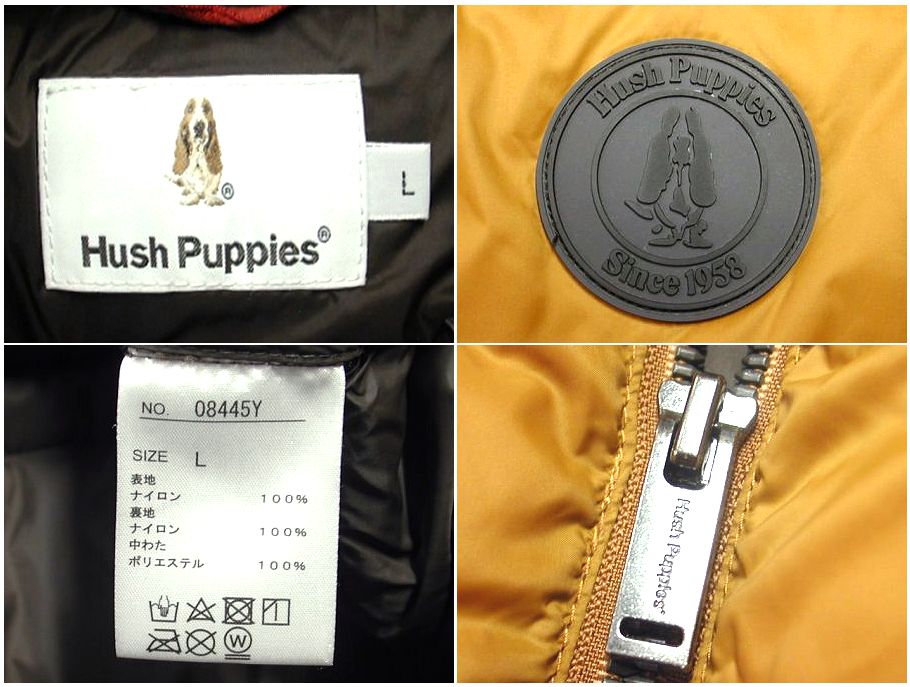 ®
Hush Puppies®
L
Hush Puppies
Since 1958
NO. 08445Y
SIZE L
表地
ナイロン 100%
裏地
ナイロン 100%
中わた
ポリエステル 100%
W
Hush Puppies®